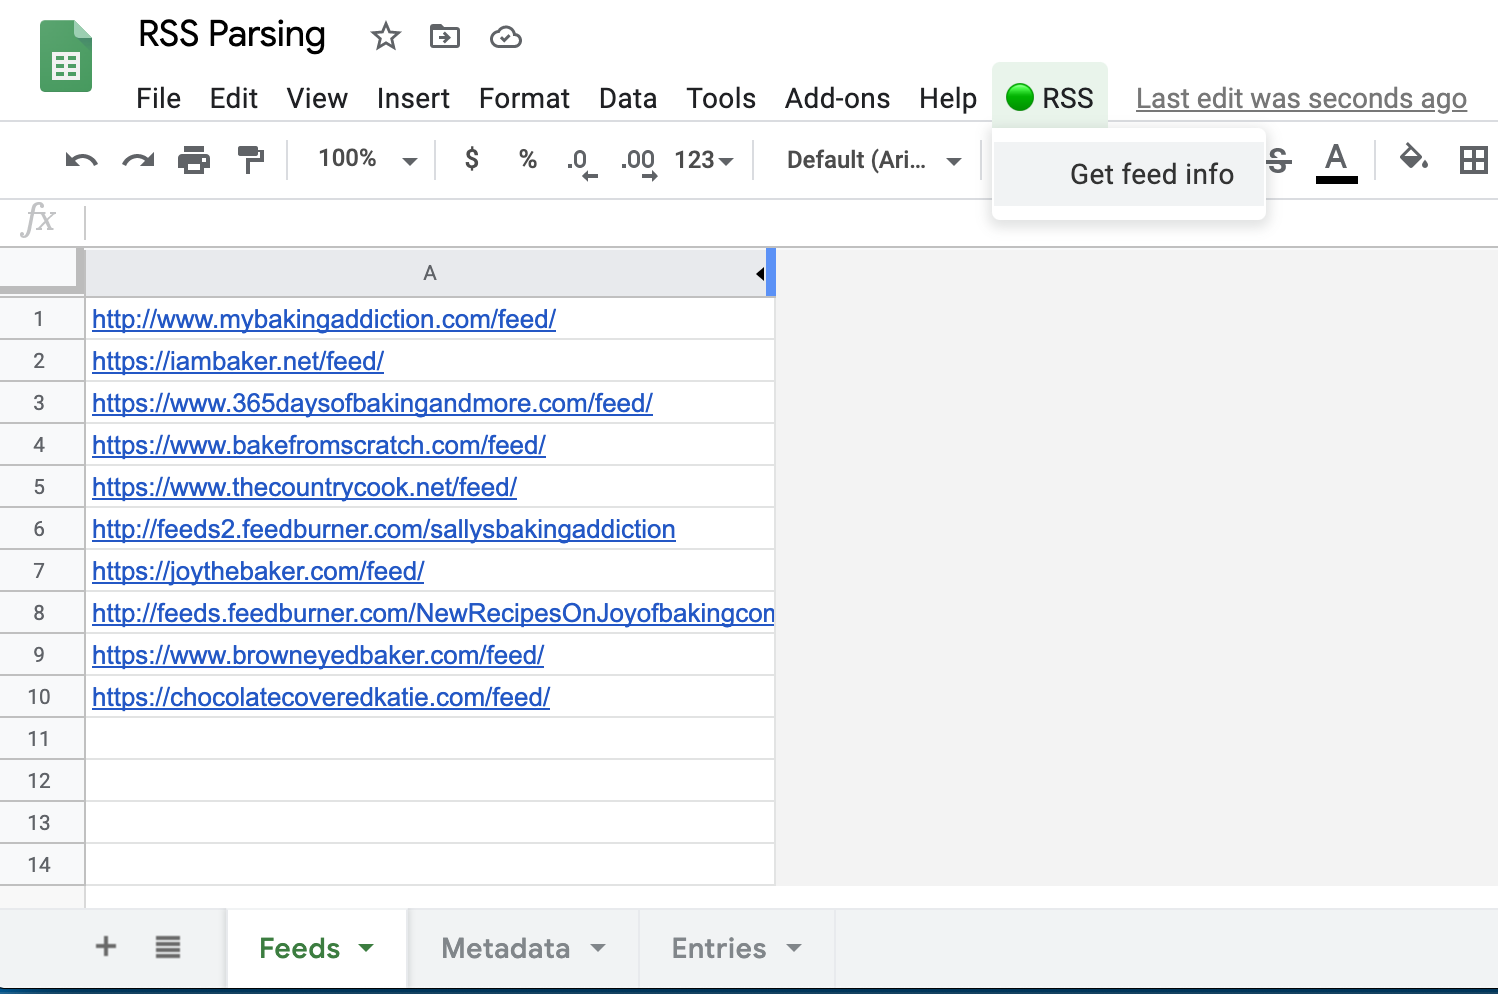 RSS Parsing
File Edit View Insert Format Data Tools Add-ons Help RSS Last edit was seconds ago
100% $ % .0 .00 123 Default (Ari... S A
Get feed info
fx
A
1 http://www.mybakingaddiction.com/feed/
2 https://iambaker.net/feed/
3 https://www.365daysofbakingandmore.com/feed/
4 https://www.bakefromscratch.com/feed/
5 https://www.thecountrycook.net/feed/
6 http://feeds2.feedburner.com/sallysbakingaddiction
7 https://joythebaker.com/feed/
8 http://feeds.feedburner.com/NewRecipesOnJoyofbakingcom
9 https://www.browneyedbaker.com/feed/
10 https://chocolatecoveredkatie.com/feed/
11
12
13
14
Feeds Metadata Entries